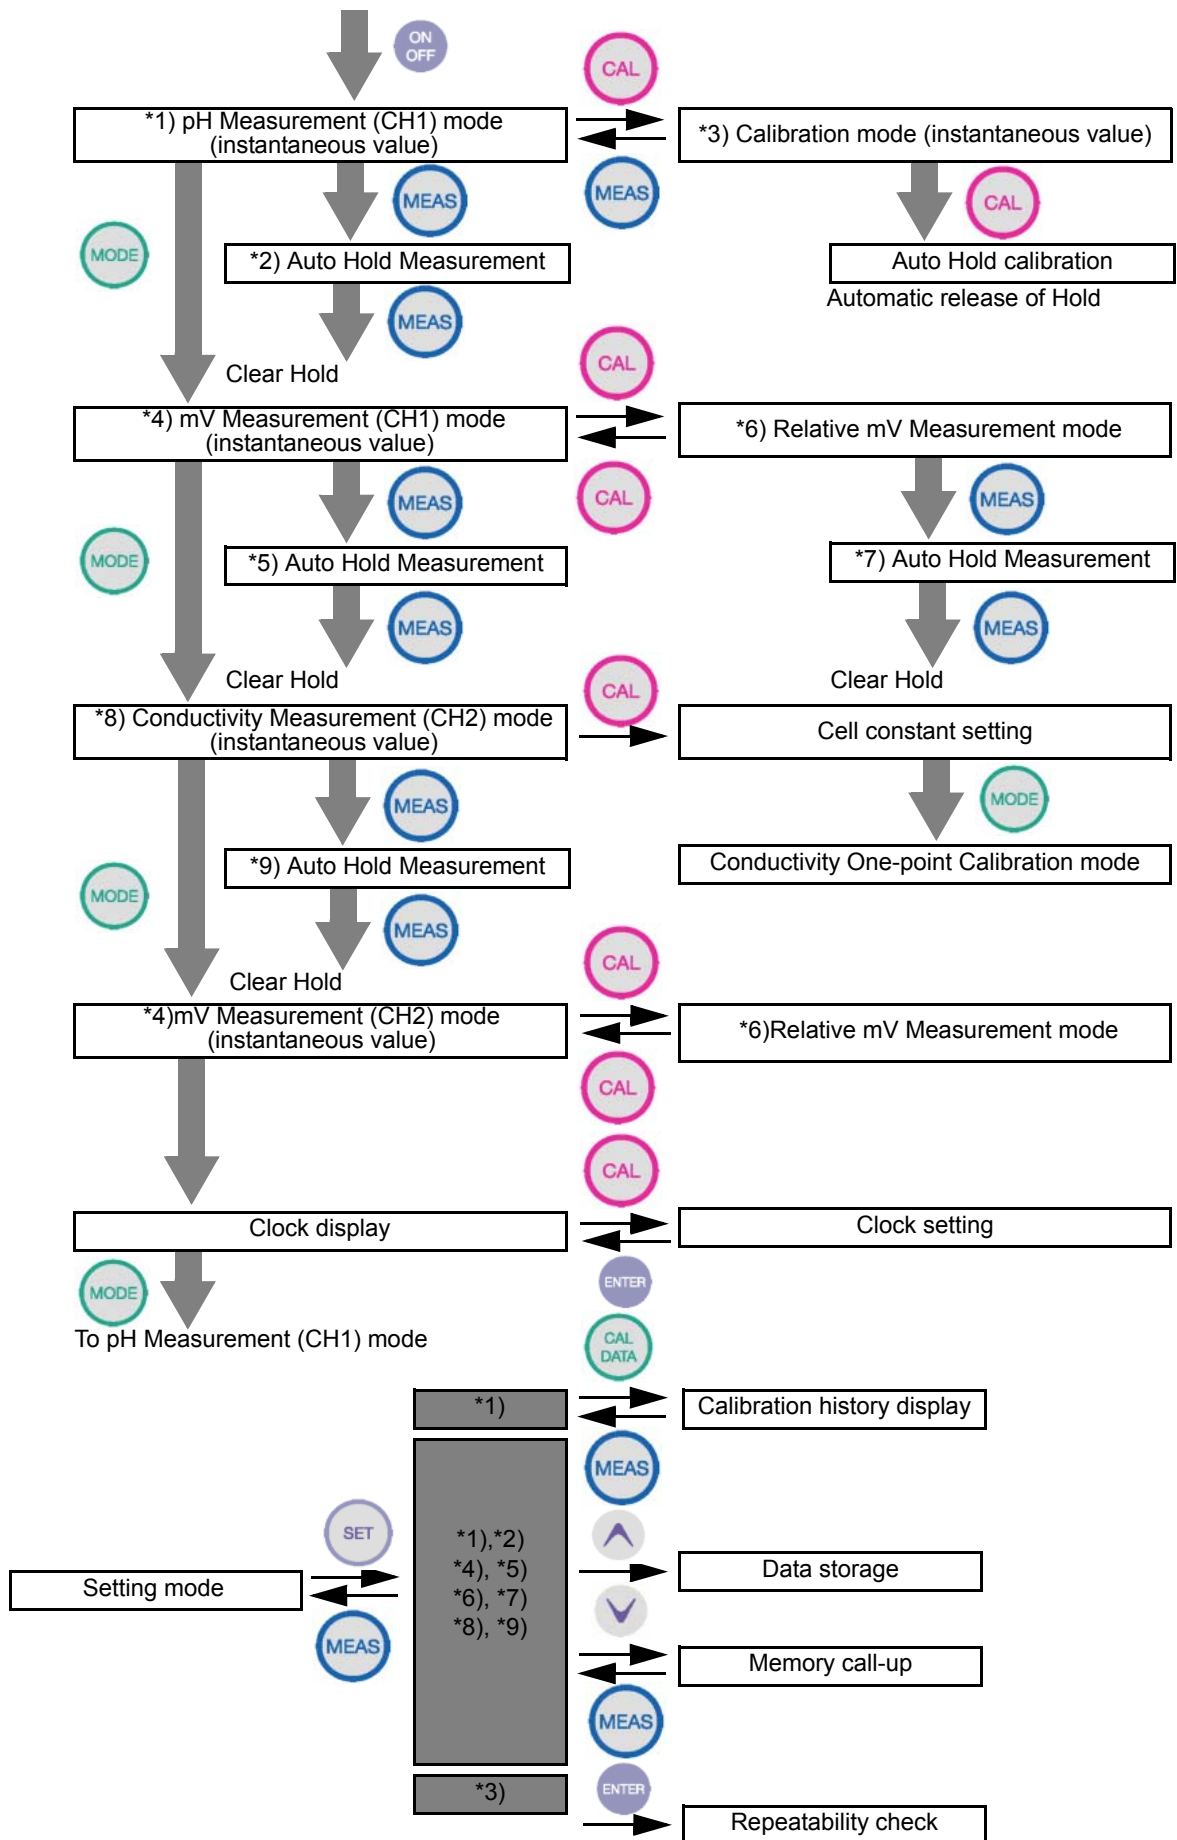 ON
OFF
CAL
*1) pH Measurement (CH1) mode
(instantaneous value)
*3) Calibration mode (instantaneous value)
MEAS
MEAS
CAL
MODE
*2) Auto Hold Measurement
Auto Hold calibration
Automatic release of Hold
MEAS
CAL
Clear Hold
*4) mV Measurement (CH1) mode
(instantaneous value)
*6) Relative mV Measurement mode
MEAS
CAL
MEAS
MODE
*5) Auto Hold Measurement
*7) Auto Hold Measurement
MEAS
MEAS
Clear Hold
CAL
Clear Hold
*8) Conductivity Measurement (CH2) mode
(instantaneous value)
Cell constant setting
MEAS
MODE
*9) Auto Hold Measurement
Conductivity One-point Calibration mode
MODE
MEAS
CAL
Clear Hold
*4)mV Measurement (CH2) mode
(instantaneous value)
*6)Relative mV Measurement mode
CAL
CAL
Clock display
Clock setting
MODE
ENTER
To pH Measurement (CH1) mode
CAL
DATA
*1)
Calibration history display
MEAS
SET
*1),*2)
*4), *5)
*6), *7)
*8), *9)
Data storage
Setting mode
MEAS
Memory call-up
MEAS
*3)
ENTER
Repeatability check